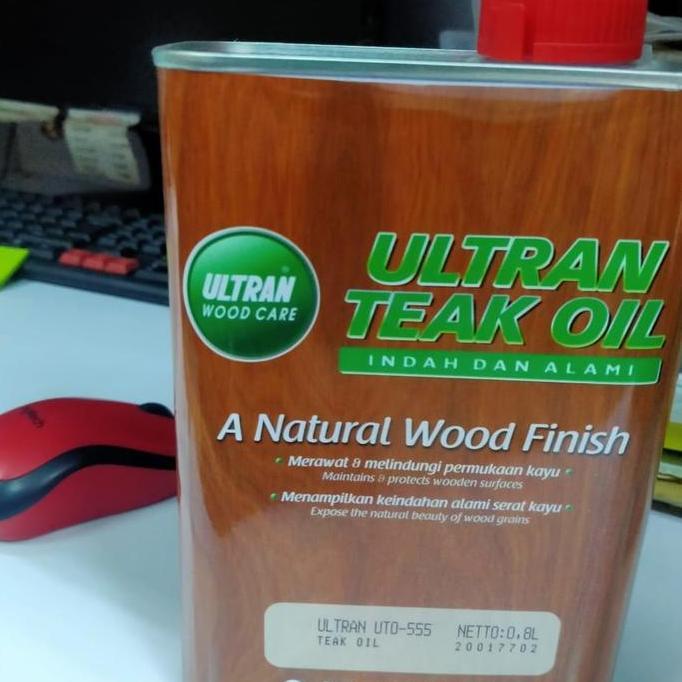 ULTRAN
WOOD CARE
ULTRAN
TEAK OIL
INDAH DAN ALAMI
A Natural Wood Finish
• Merawat & melindungi permukaan kayu •
Maintains & protects wooden surfaces
• Menampilkan keindahan alami serat kayu •
Expose the natural beauty of wood grains
ULTRAN UTO-555 NETTO:0,8L
TEAK OIL 20017702